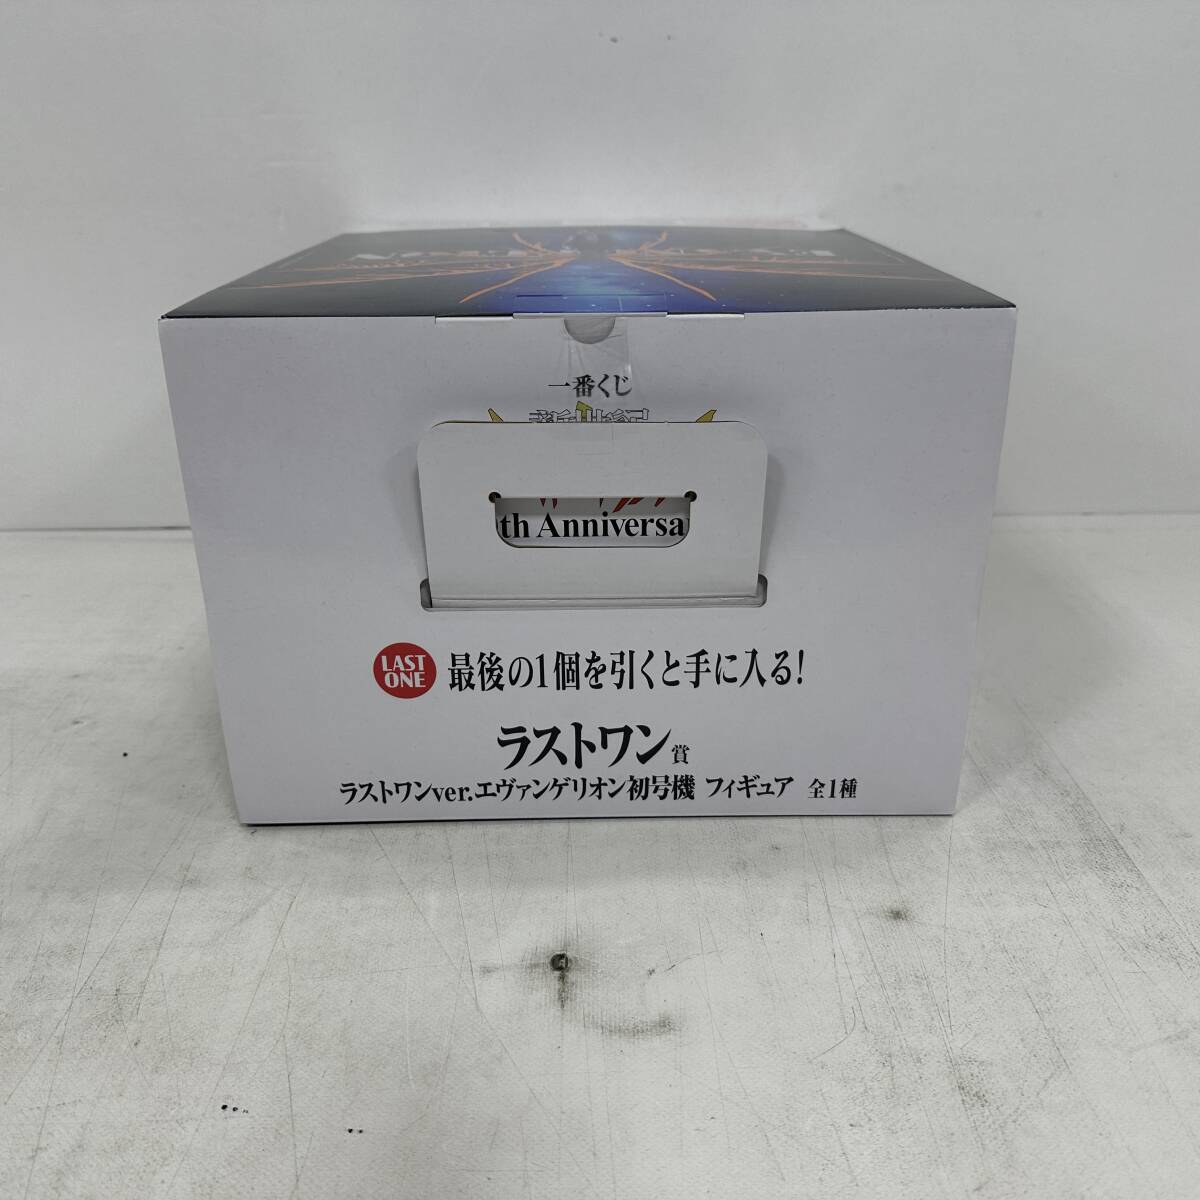 一番くじ
th Anniversa
LAST
ONE
最後の1個を引くと手に入る!
ラストワン賞
ラストワンver.エヴァンゲリオン初号機 フィギュア 全1種